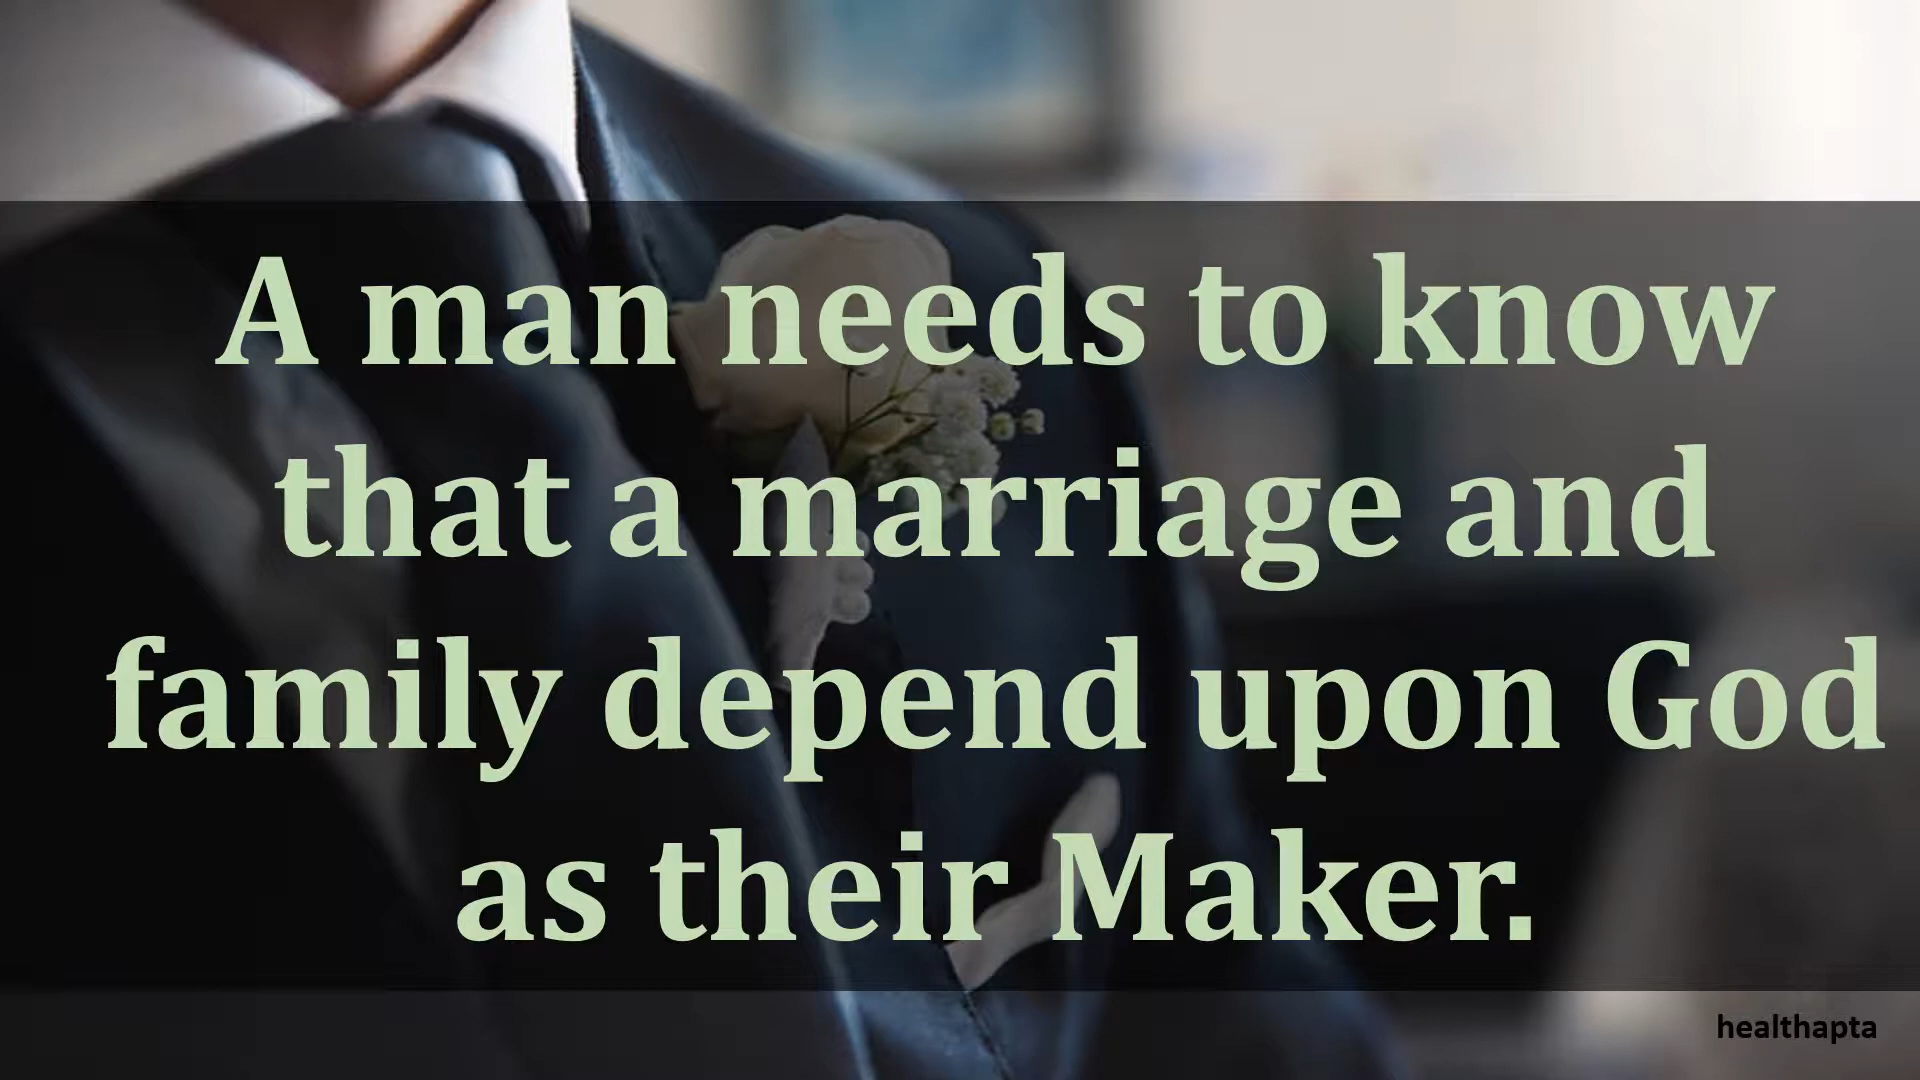 A man needs to know
that a marriage and
family depend upon God
as their Maker.
healthapta